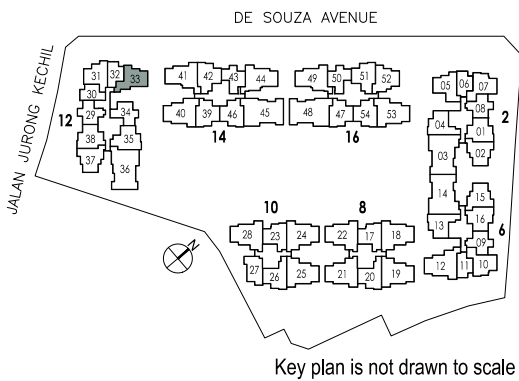 DE SOUZA AVENUE
JALAN JURONG KECHIL
31 32 33 41 42 43 44 49 50 51 52 05 06 07
30 08
12 29 34 40 39 46 45 48 47 54 53 04 01 2
38 35 14 16 03 02
37 36
14 15
10 8 13 16 6
28 23 24 22 17 18 09
27 26 25 21 20 19 12 11 10
N
Key plan is not drawn to scale